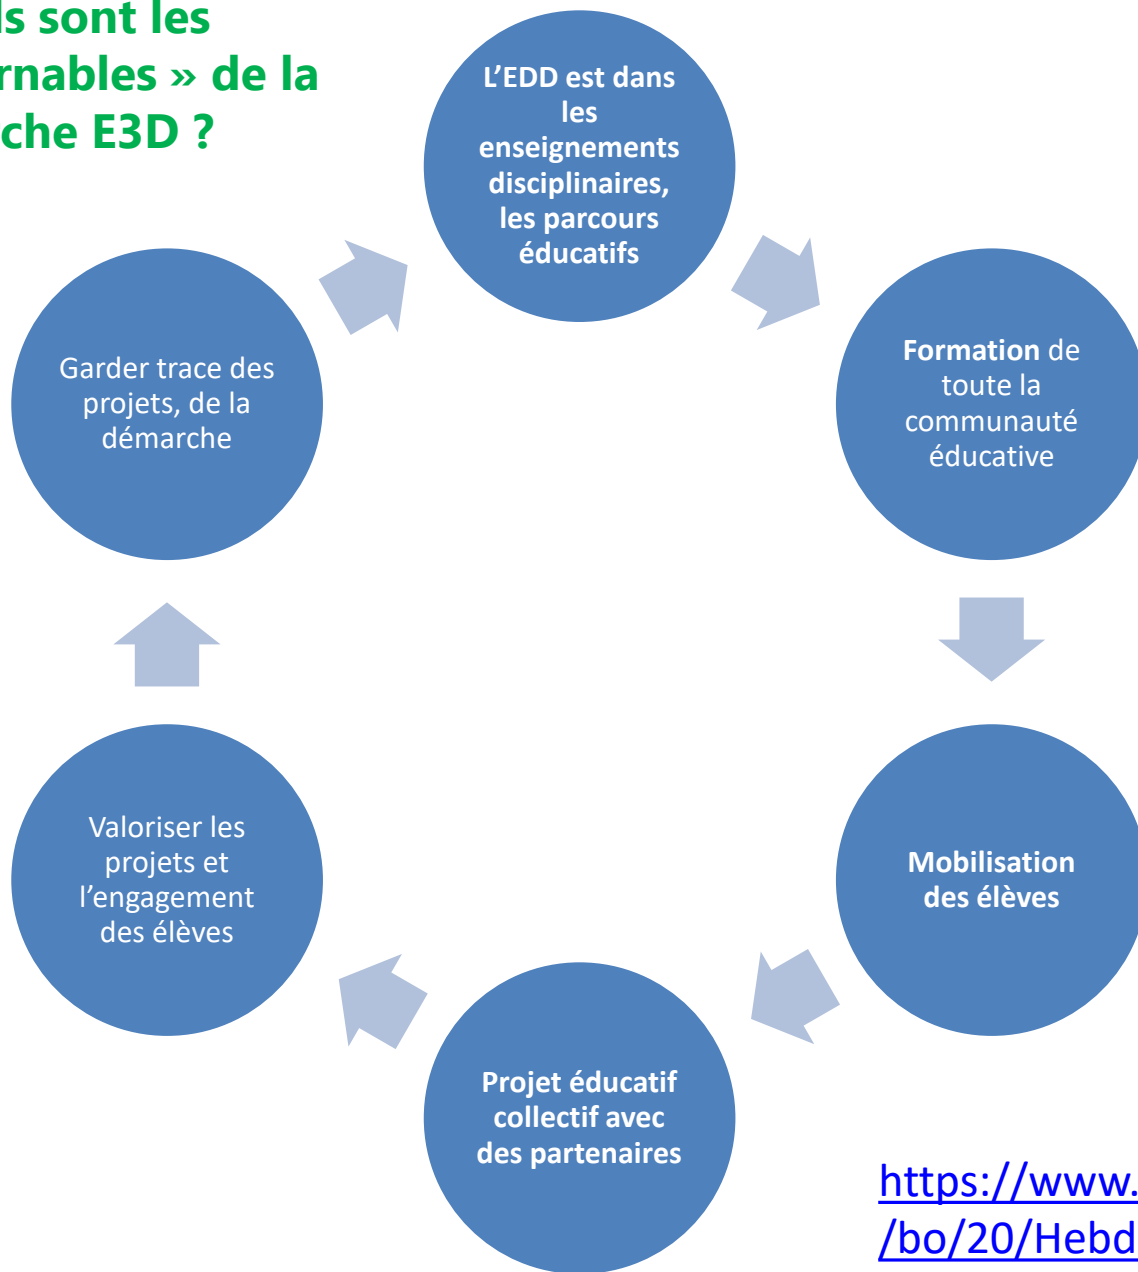 ls sont les
rnables » de la
che E3D ?
L'EDD est dans
les
enseignements
disciplinaires,
les parcours
éducatifs
Formation de
toute la
communauté
éducative
Mobilisation
des élèves
Projet éducatif
collectif avec
des partenaires
Valoriser les
projets et
l'engagement
des élèves
Garder trace des
projets, de la
démarche
https://www.
/bo/20/Hebd